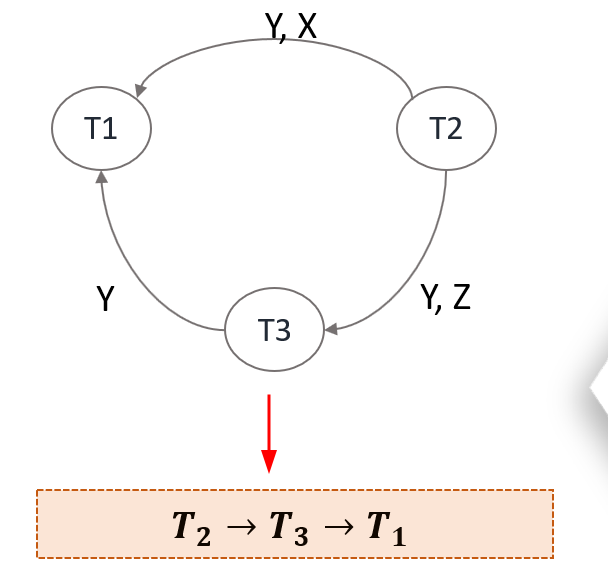 Y, X
T1
T2
Y
Y, Z
T3
T₂ → T₃ → T₁